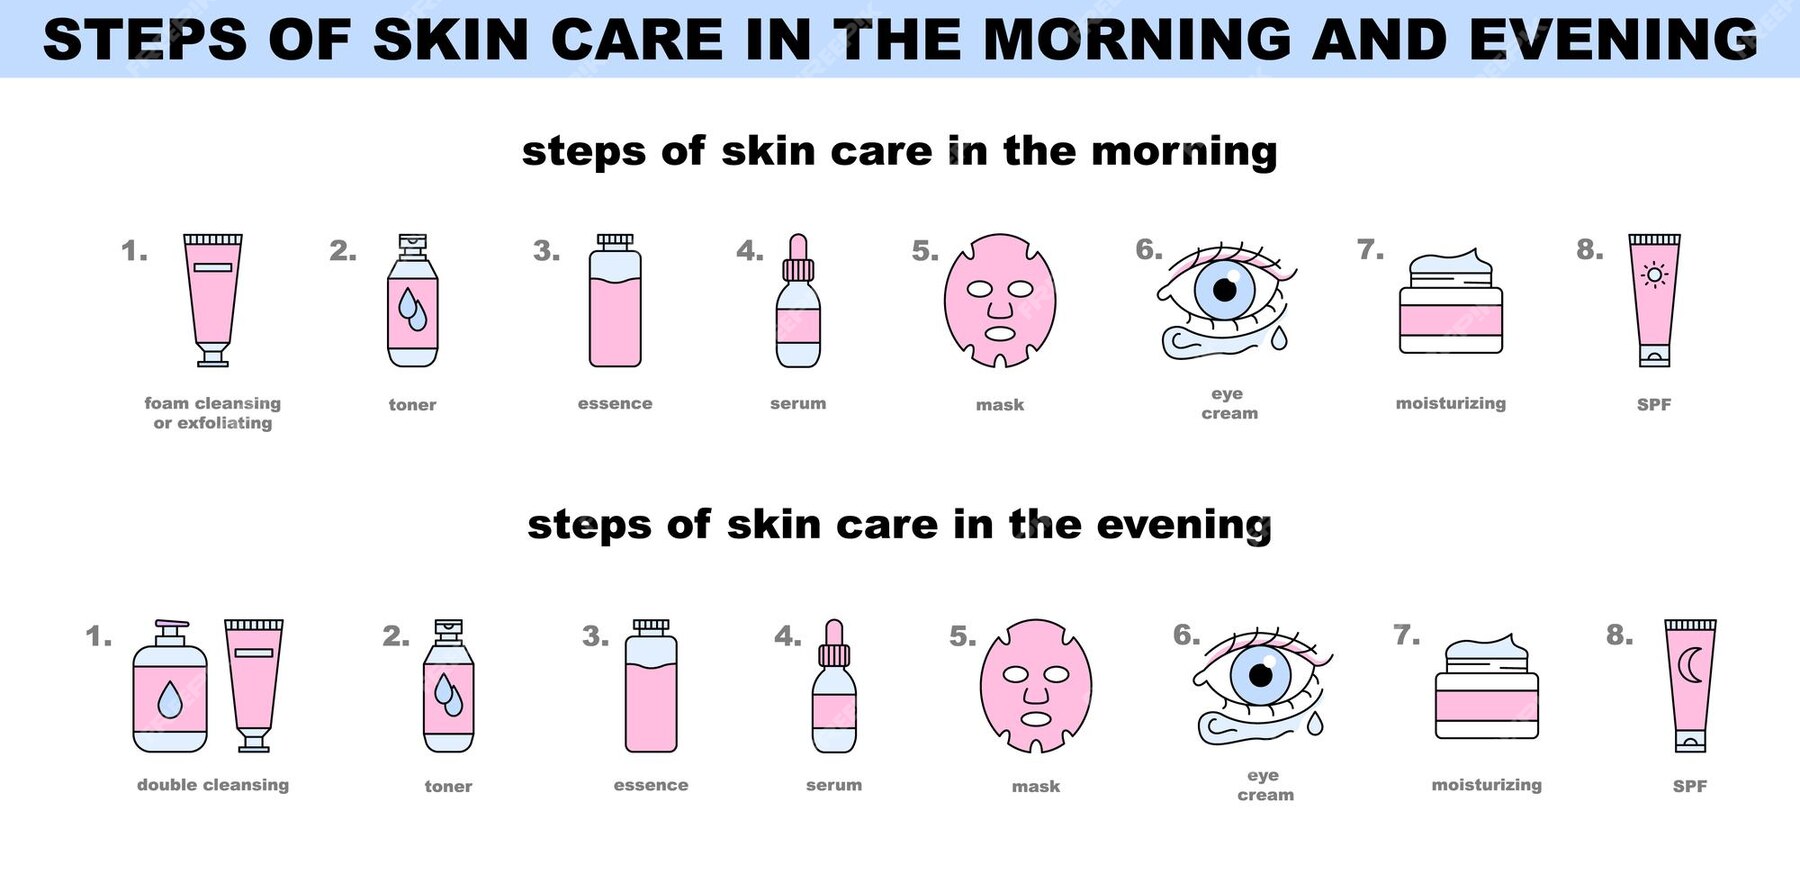 STEPS OF SKIN CARE IN THE MORNING AND EVENING
steps of skin care in the morning
1.
2.
3.
4.
5.
6.
7.
8.
foam cleansing
or exfoliating
toner
essence
serum
mask
eye
cream
moisturizing
SPF
steps of skin care in the evening
1.
2.
3.
4.
5.
6.
7.
8.
double cleansing
toner
essence
serum
mask
eye
cream
moisturizing
SPF